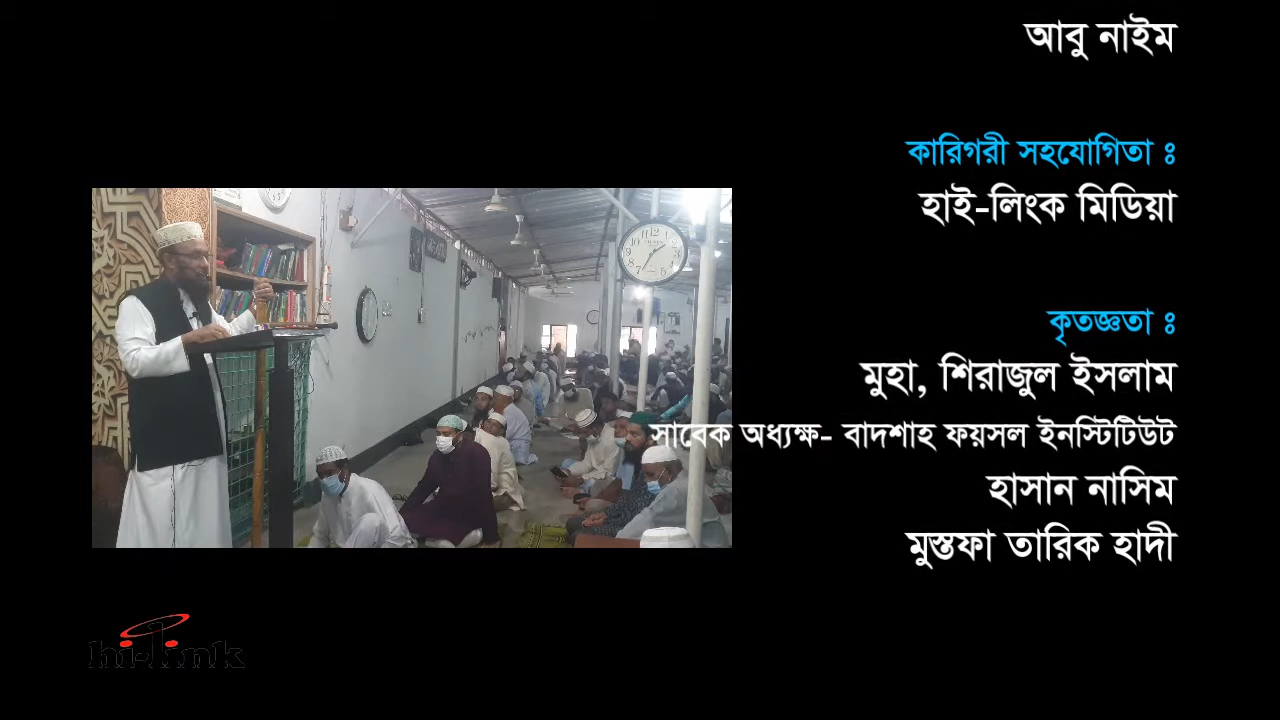 আবু নাইম
কারিগরী সহযোগিতা ঃ
হাই-লিংক মিডিয়া
কৃতজ্ঞতা ঃ
মুহা, শিরাজুল ইসলাম
সাবেক অধ্যক্ষ- বাদশাহ ফয়সল ইনস্টিটিউট
হাসান নাসিম
মুস্তফা তারিক হাদী
hi-link